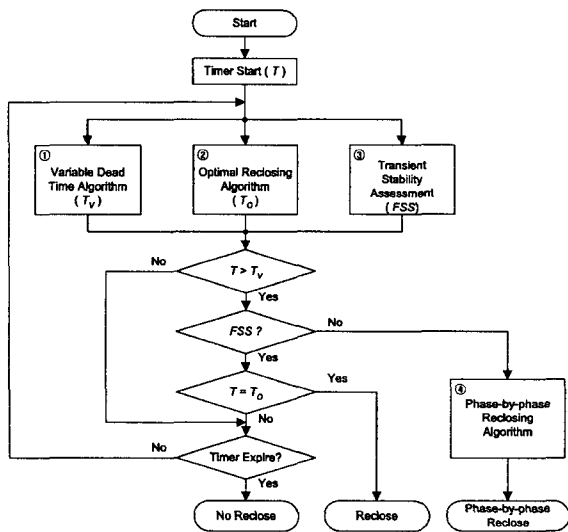 Start
Timer Start ( T )
①
Variable Dead
Time Algorithm
( Tv )
②
Optimal Reclosing
Algorithm
( To )
③
Transient
Stability
Assessment
( FSS)
No
T > Tv
Yes
FSS ?
No
Yes
T = To
Yes
No
④
Phase-by-phase
Reclosing
Algorithm
No
Timer Expire?
Yes
No Reclose
Reclose
Phase-by-phase
Reclose